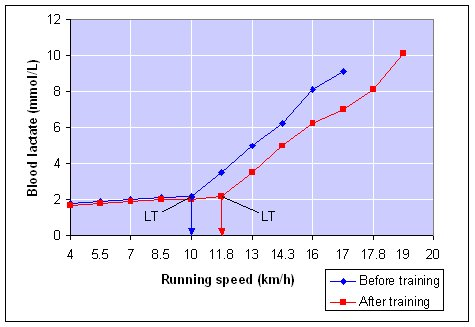 12
10
8
6
4
2
0
Blood lactate (mmol/L)
LT
LT
4 5.5 7 8.5 10 11.8 13 14.3 16 17 17.8 19 20
Running speed (km/h)
Before training
After training